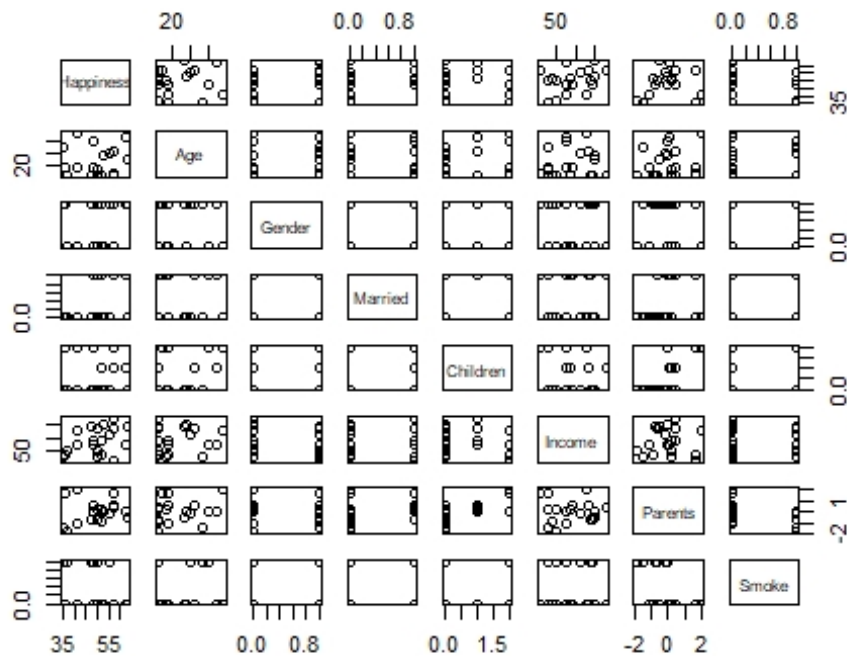 20 0.0 0.8 50 0.0 0.8
Happiness 35
20 Age
Gender 0.0
0.0 Married
Children 0.0
50 Income
Parents -2 1
0.0 Smoke
35 55 0.0 0.8 0.0 1.5 -2 0 2